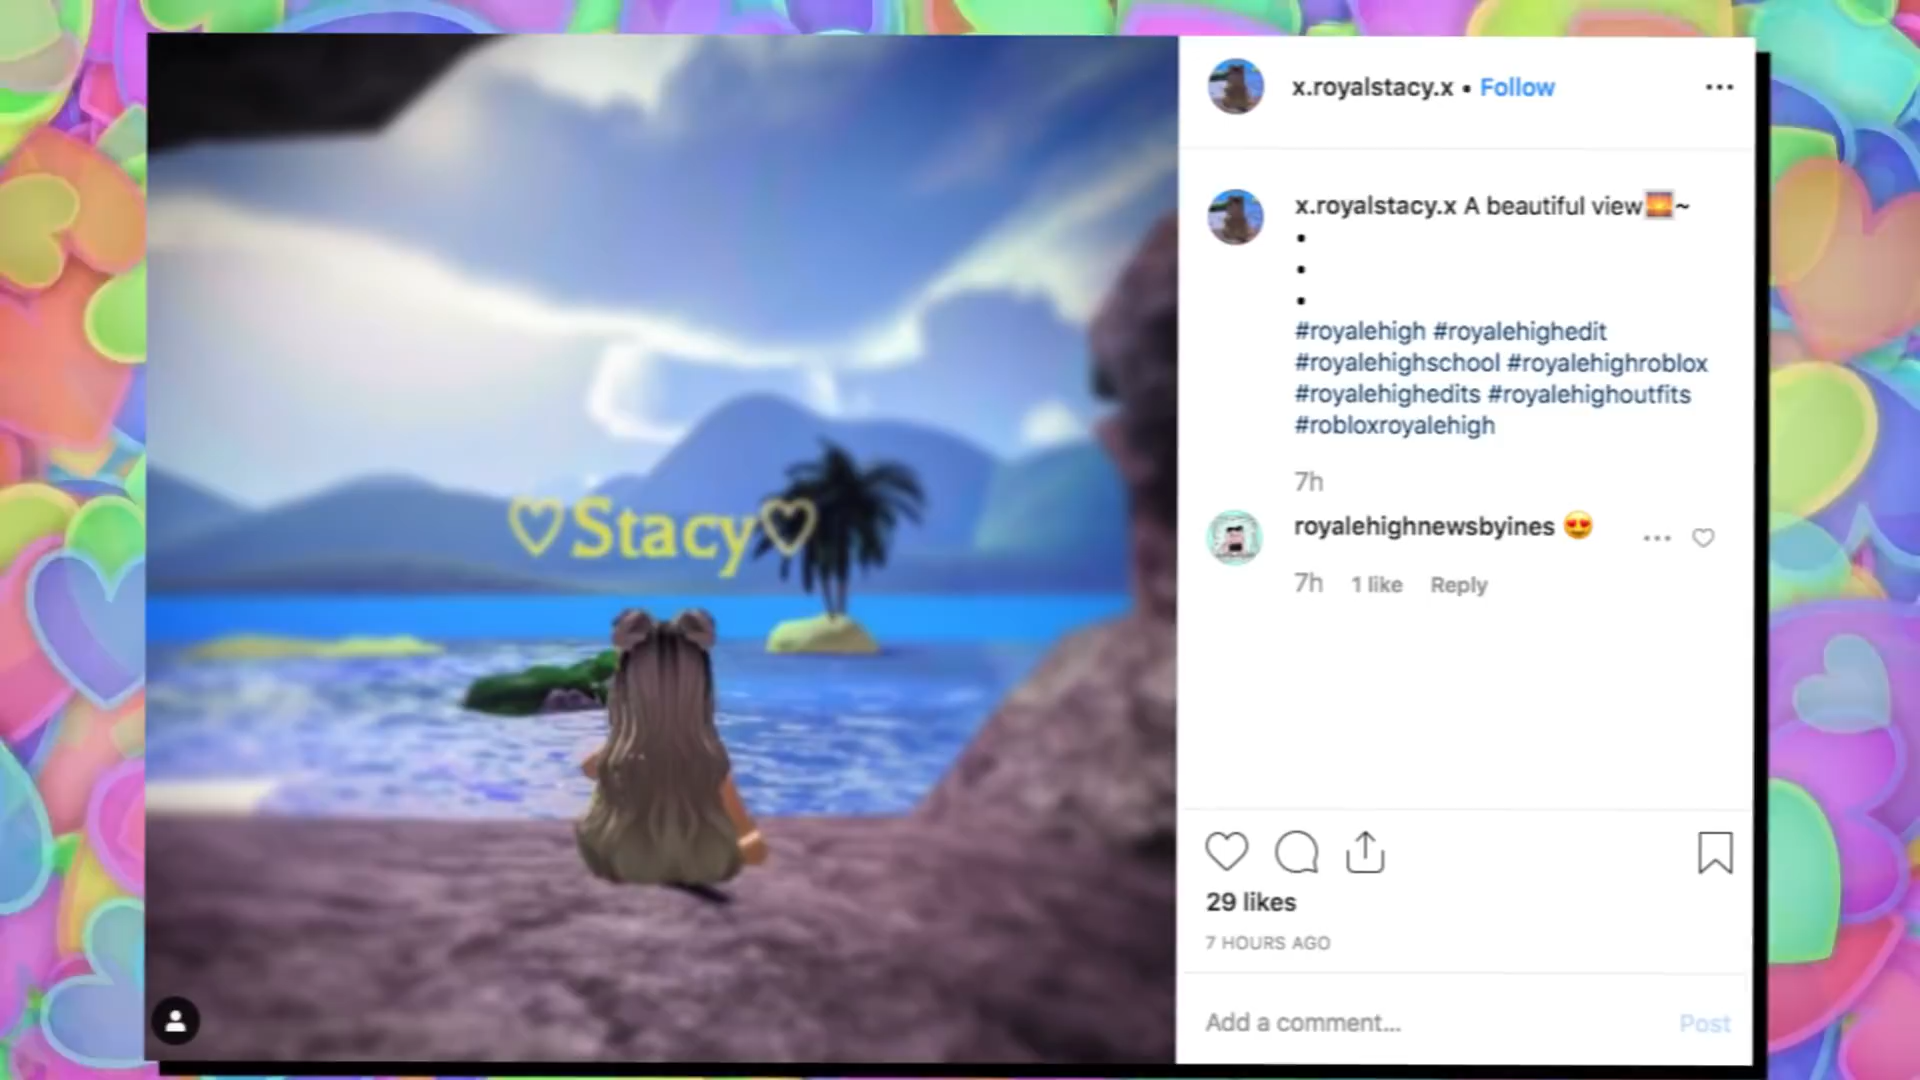 ♡Stacy♡
x.royalstacy.x • Follow
x.royalstacy.x A beautiful view🌅~
•
•
•
#royalehigh #royalehighedit
#royalehighschool #royalehighroblox
#royalehighedits #royalehighoutfits
#robloxroyalehigh
7h
royalehighnewsbyines 😍
7h 1 like Reply
29 likes
7 HOURS AGO
Add a comment... Post